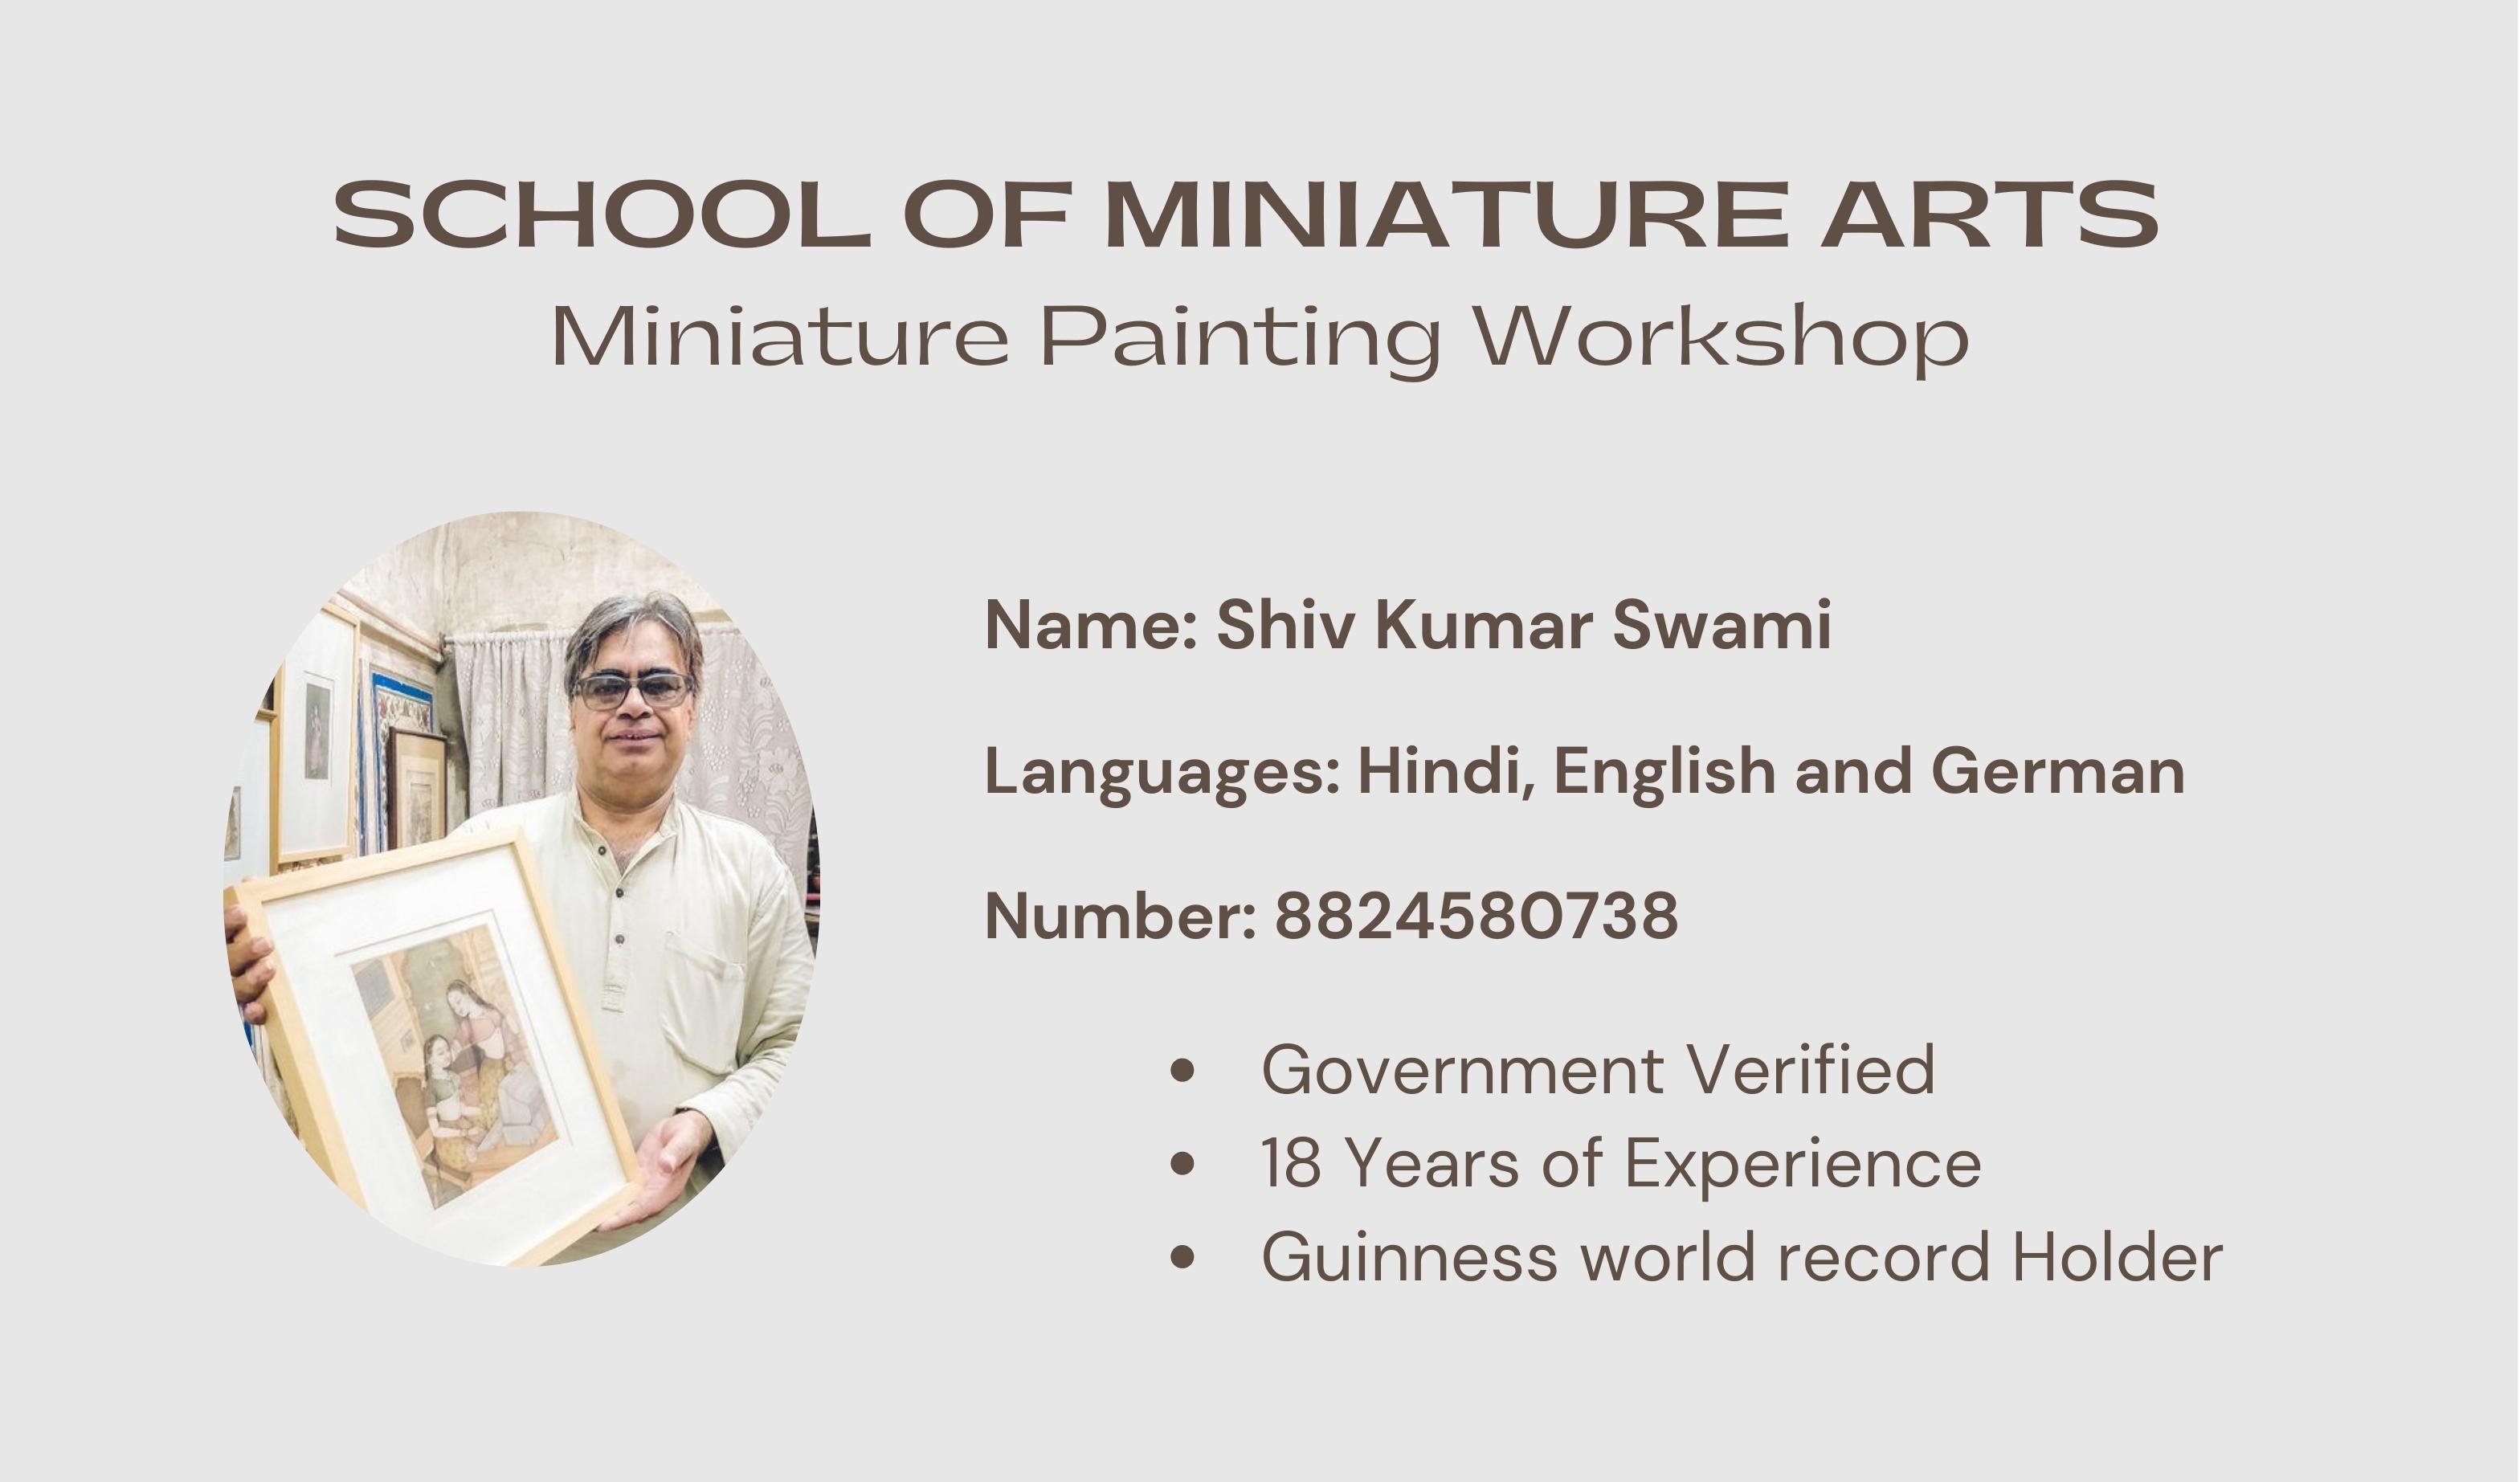 SCHOOL OF MINIATURE ARTS
Miniature Painting Workshop
Name: Shiv Kumar Swami
Languages: Hindi, English and German
Number: 8824580738
• Government Verified
• 18 Years of Experience
• Guinness world record Holder